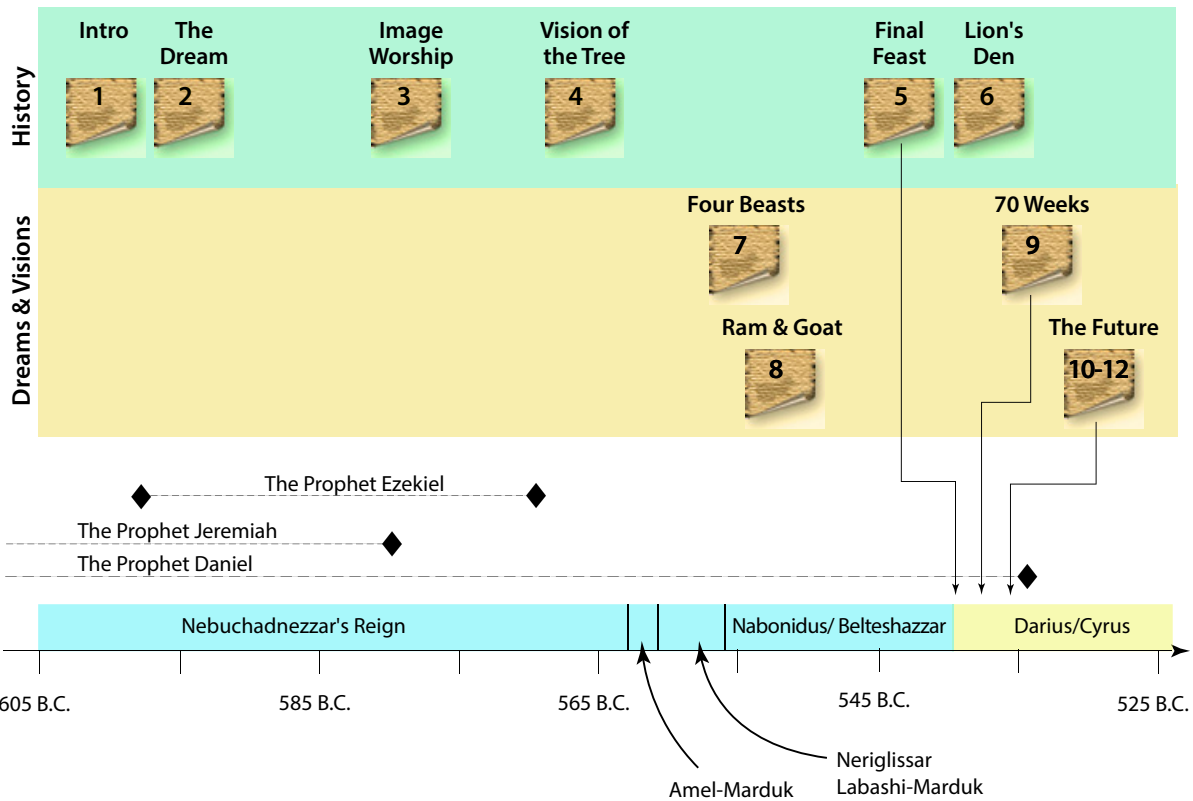 Intro
The
Dream
Image
Worship
Vision of
the Tree
Final
Feast
Lion's
Den
History
1
2
3
4
5
6
Four Beasts
70 Weeks
Dreams & Visions
7
9
Ram & Goat
The Future
8
10-12
The Prophet Ezekiel
The Prophet Jeremiah
The Prophet Daniel
Nebuchadnezzar's Reign
Nabonidus/ Belteshazzar
Darius/Cyrus
605 B.C.
585 B.C.
565 B.C.
545 B.C.
525 B.C.
Amel-Marduk
Neriglissar
Labashi-Marduk